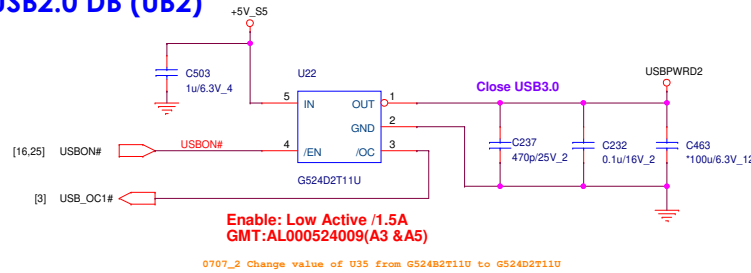 USB2.0 DB (UB2)
+5V_S5
C503
1u/6.3V_4
U22
5 IN OUT 1
GND 2
4 /EN /OC 3
G524D2T11U
Close USB3.0
USBPWRD2
C237
470p/25V_2
C232
0.1u/16V_2
C463
*100u/6.3V_12
[16,25] USBON# USBON#
[3] USB_OC1#
Enable: Low Active /1.5A
GMT:AL000524009(A3 &A5)
0707_2 Change value of U35 from G524B2T11U to G524D2T11U